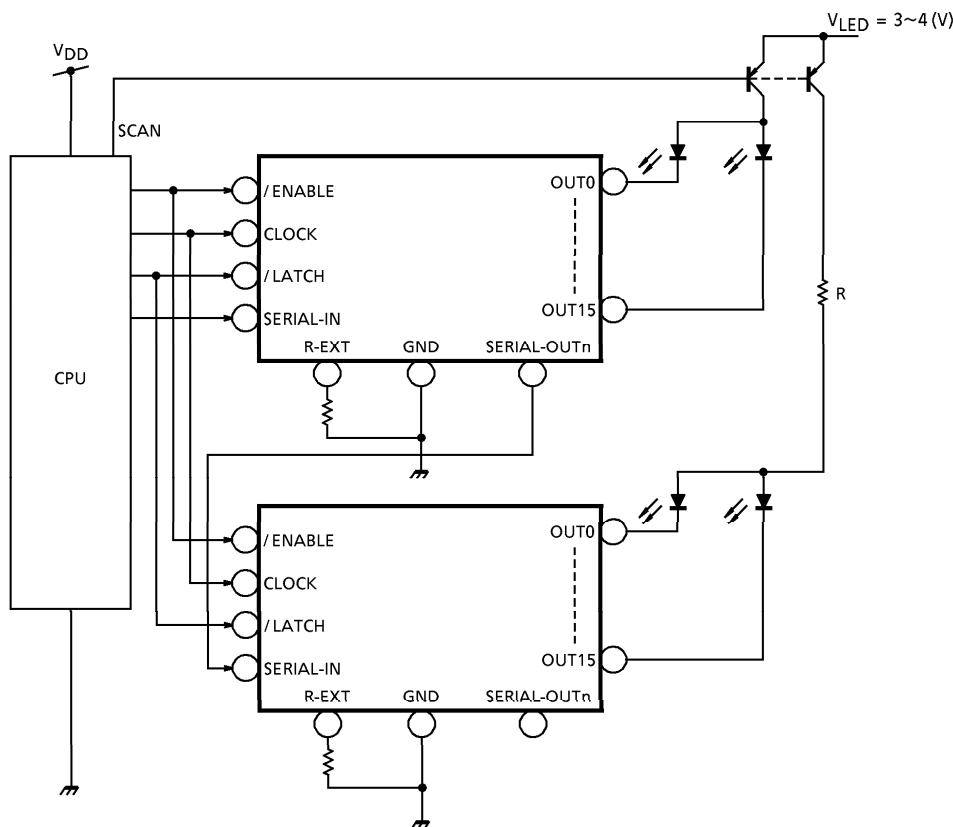 V_LED = 3~4 (V)
V_DD
SCAN
CPU
/ENABLE
CLOCK
/LATCH
SERIAL-IN
OUT0
OUT15
R-EXT
GND
SERIAL-OUTn
R
/ENABLE
CLOCK
/LATCH
SERIAL-IN
OUT0
OUT15
R-EXT
GND
SERIAL-OUTn